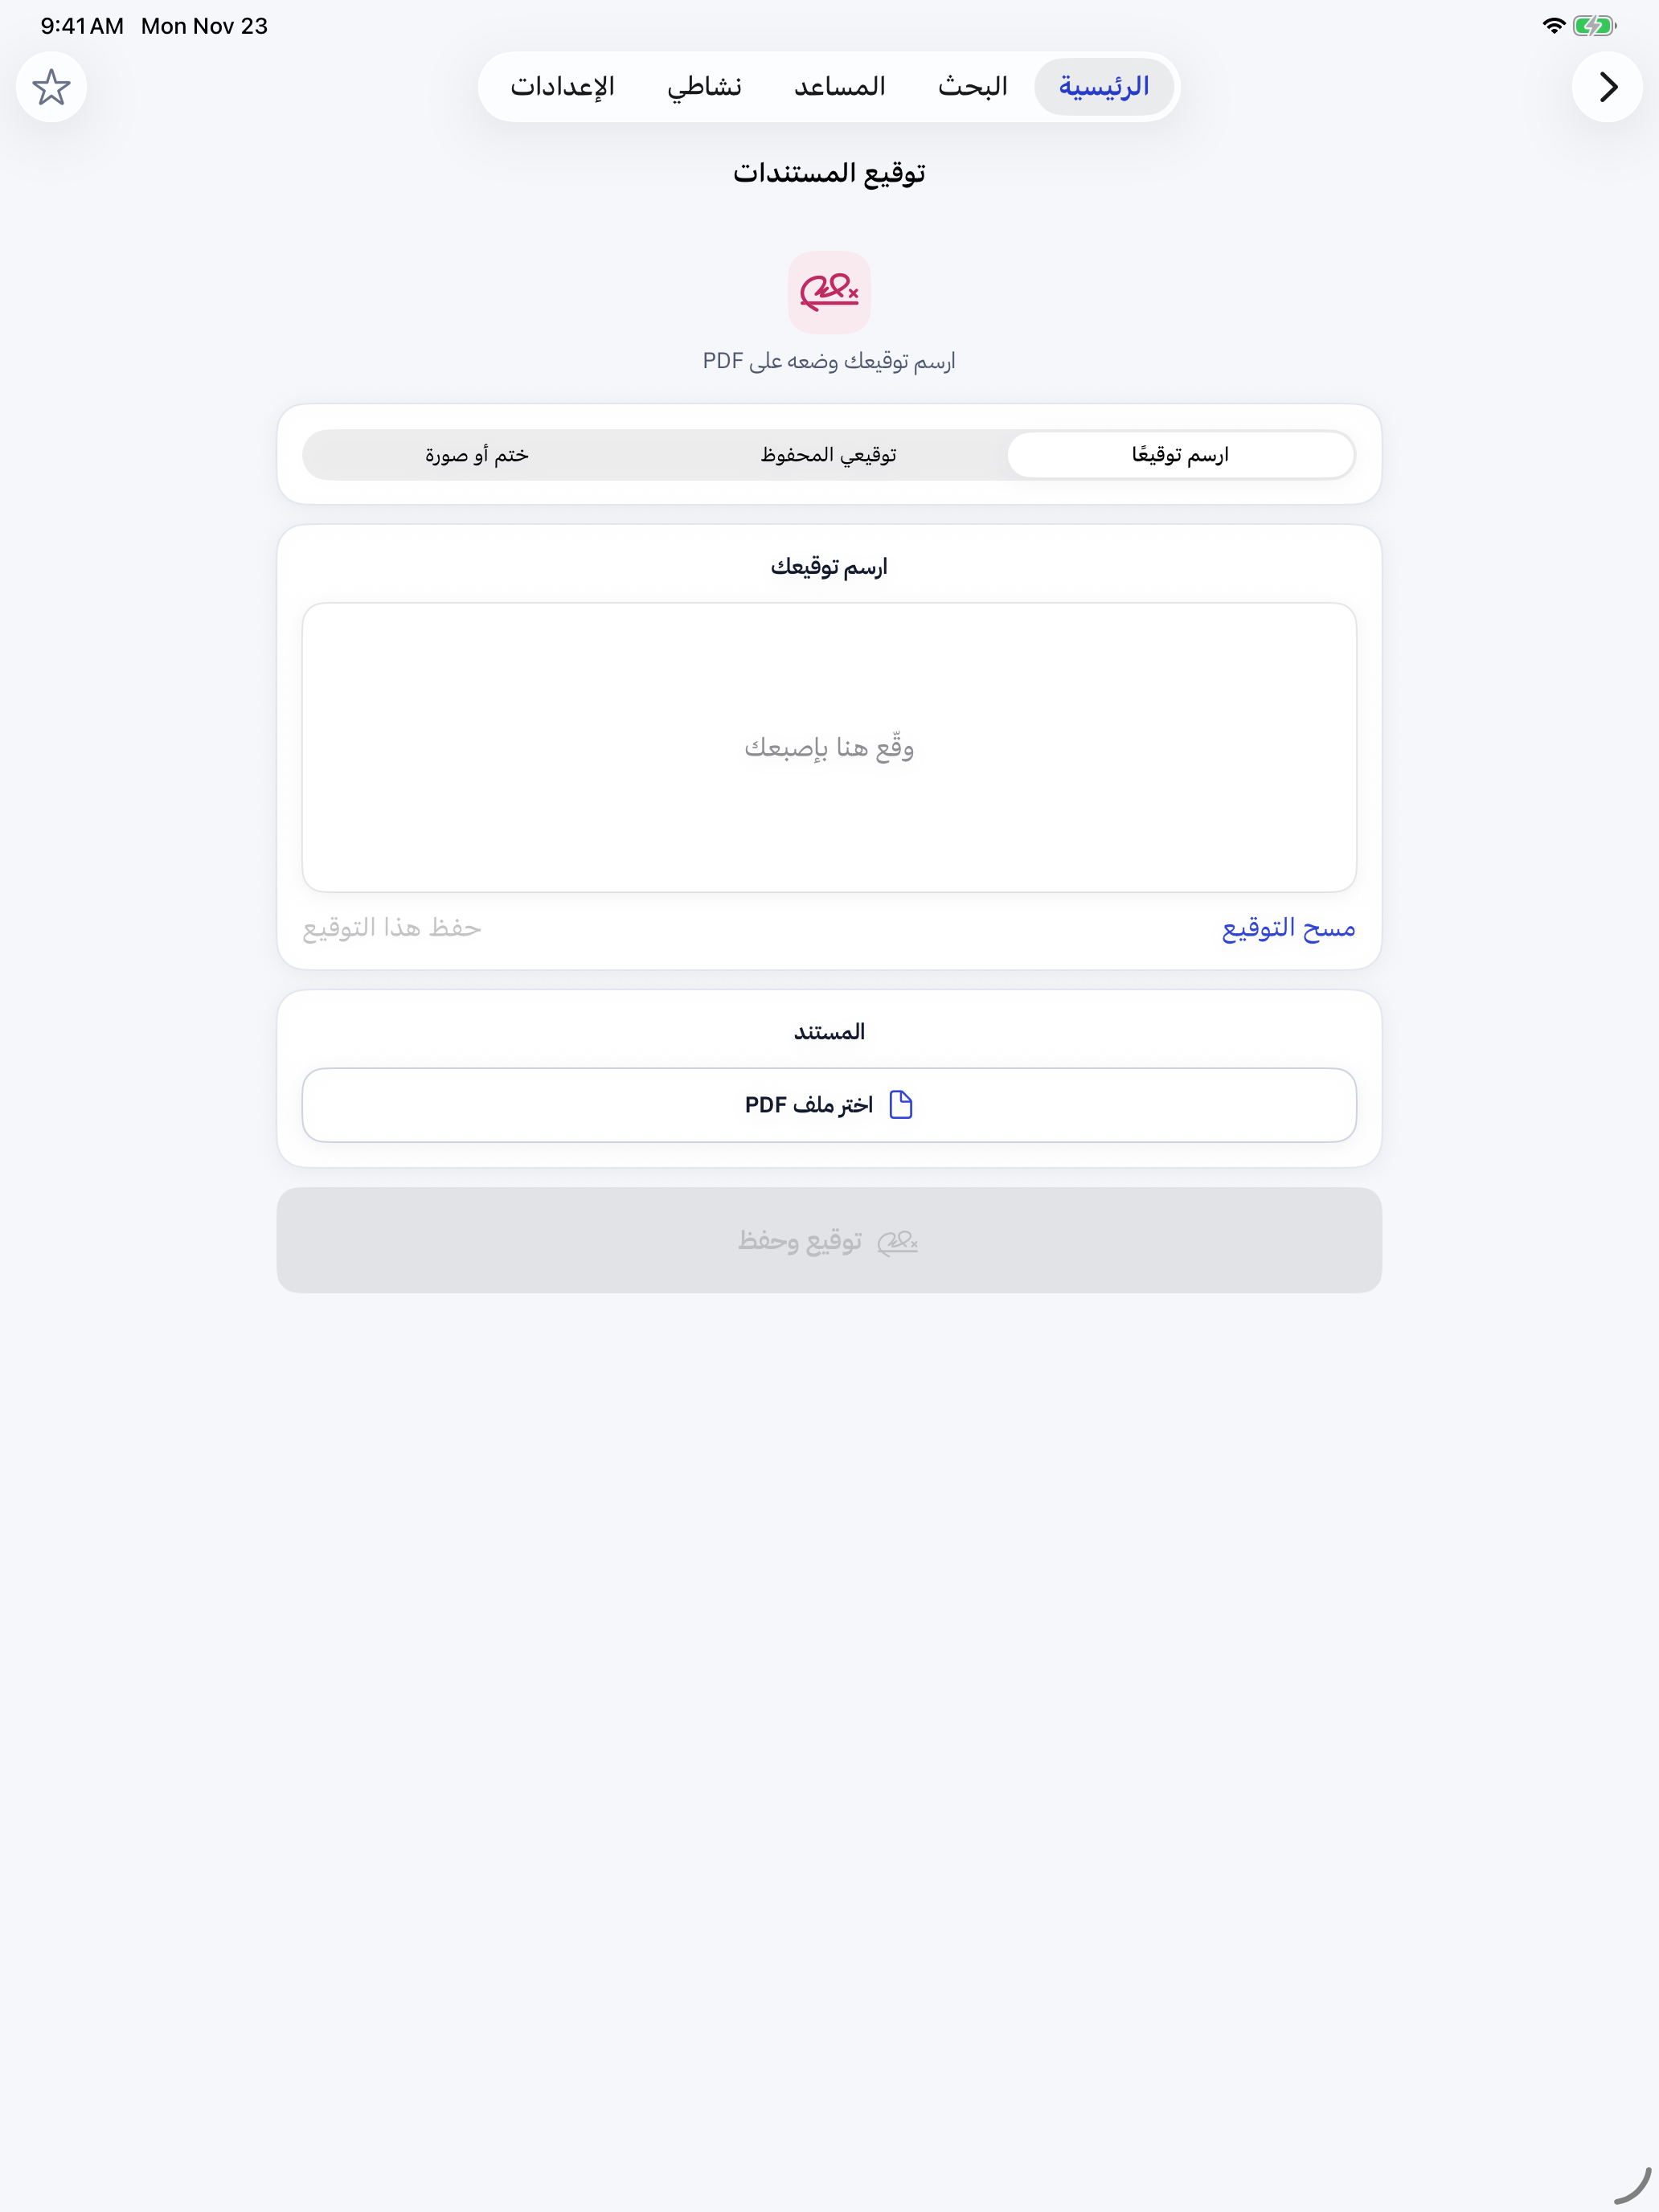 9:41 AM Mon Nov 23
الرئيسية البحث المساعد نشاطي الإعدادات
توقيع المستندات
ارسم توقيعك وضعه على PDF
ارسم توقيعًا توقيعي المحفوظ ختم أو صورة
ارسم توقيعك
وقّع هنا بإصبعك
مسح التوقيع حفظ هذا التوقيع
المستند
اختر ملف PDF
توقيع وحفظ